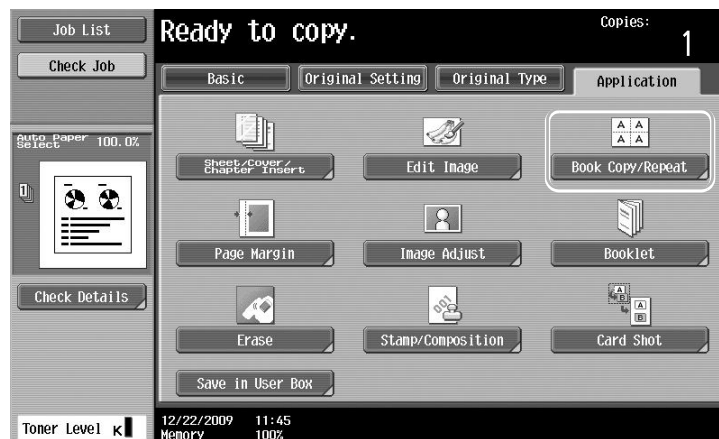 Job List
Check Job
Ready to copy.
Copies:
1
Basic
Original Setting
Original Type
Application
Auto Paper
Select
100.0%
Sheet/Cover/
Chapter Insert
Edit Image
A A
A A
Book Copy/Repeat
Page Margin
Image Adjust
Booklet
Check Details
Erase
001
Stamp/Composition
A
B
A
B
Card Shot
Save in User Box
Toner Level K
12/22/2009 11:45
Memory 100%